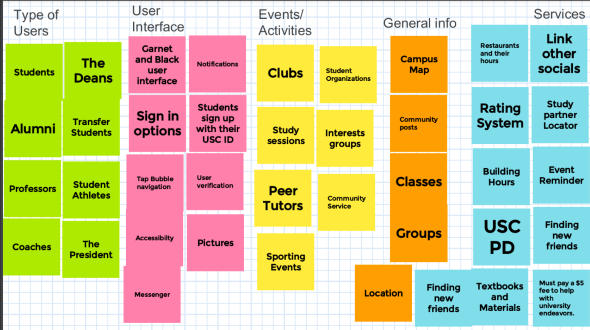 Type of
Users
User
Interface
Events/
Activities
General info
Services
Students
The
Deans
Alumni
Transfer
Students
Professors
Student
Athletes
Coaches
The
President
Garnet
and Black
user
interface
Notifications
Sign in
options
Students
sign up
with their
USC ID
Tap Bubble
navigation
User
verification
Accessibilty
Pictures
Messenger
Clubs
Student
Organizations
Study
sessions
Interests
groups
Peer
Tutors
Community
Service
Sporting
Events
Campus
Map
Community
posts
Classes
Groups
Location
Restaurants and
their hours
Link
other
socials
Rating
System
Study
partner
Locator
Building
Hours
Event
Reminder
USC
PD
Finding
new
friends
Finding
new
friends
Textbooks
and
Materials
Must pay a $5
fee to help
with
university
endeavors.